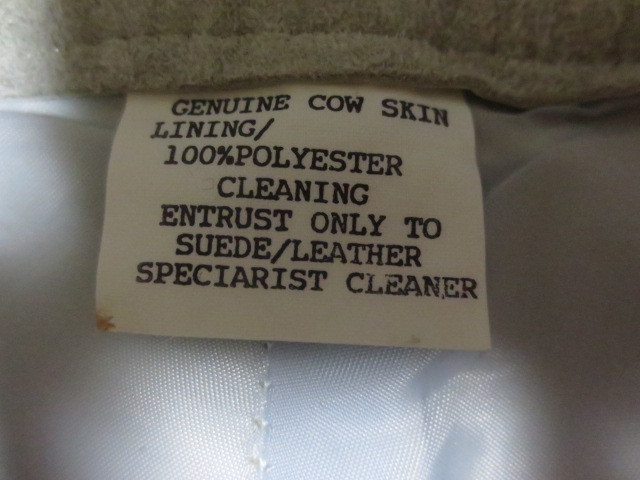 GENUINE COW SKIN
LINING/
100%POLYESTER
CLEANING
ENTRUST ONLY TO
SUEDE/LEATHER
SPECIARIST CLEANER